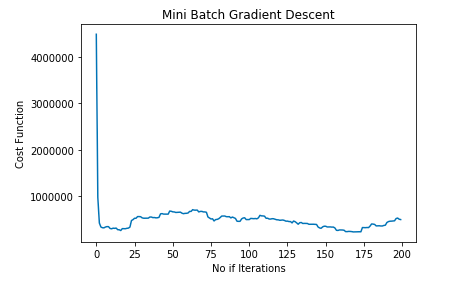 Mini Batch Gradient Descent
Cost Function
4000000
3000000
2000000
1000000
0 25 50 75 100 125 150 175 200
No if Iterations